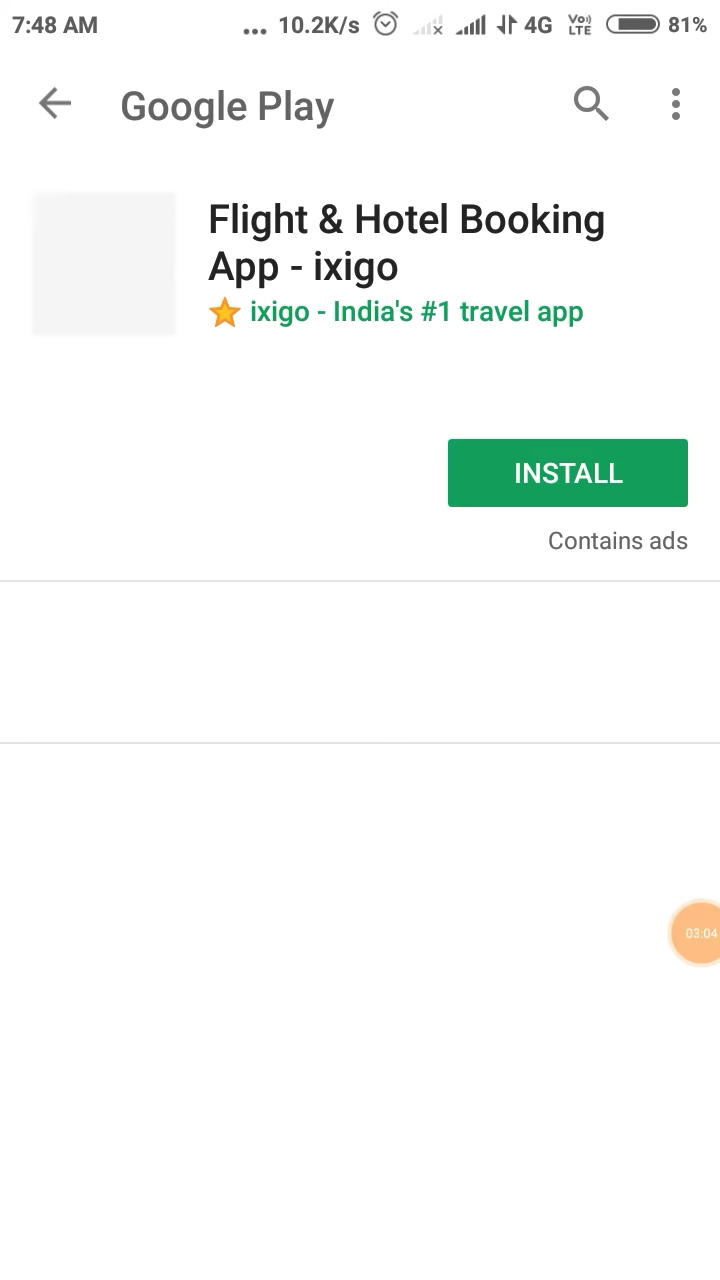 7:48 AM ... 10.2K/s 4G Vo) LTE 81%
Google Play
Flight & Hotel Booking
App - ixigo
ixigo - India's #1 travel app
INSTALL
Contains ads
03:04